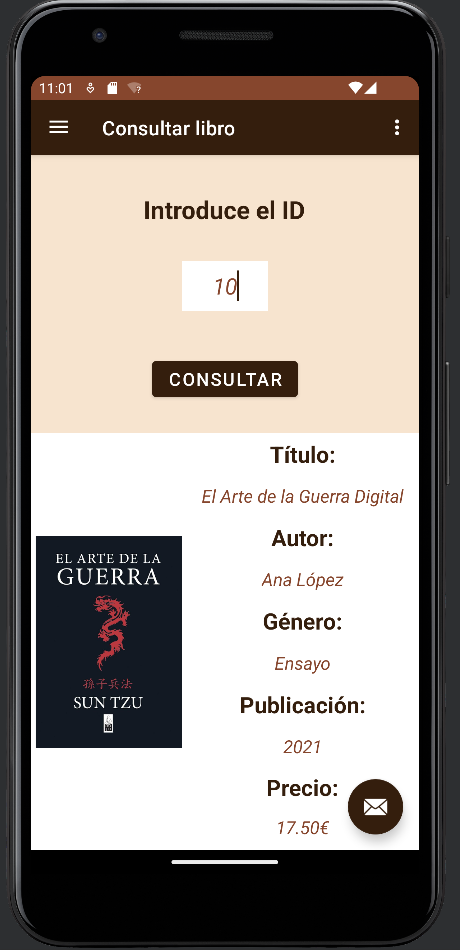 11:01
Consultar libro
Introduce el ID
10
CONSULTAR
Título:
El Arte de la Guerra Digital
Autor:
Ana López
Género:
Ensayo
Publicación:
2021
Precio:
17.50€
EL ARTE DE LA
GUERRA
孫子兵法
SUN TZU